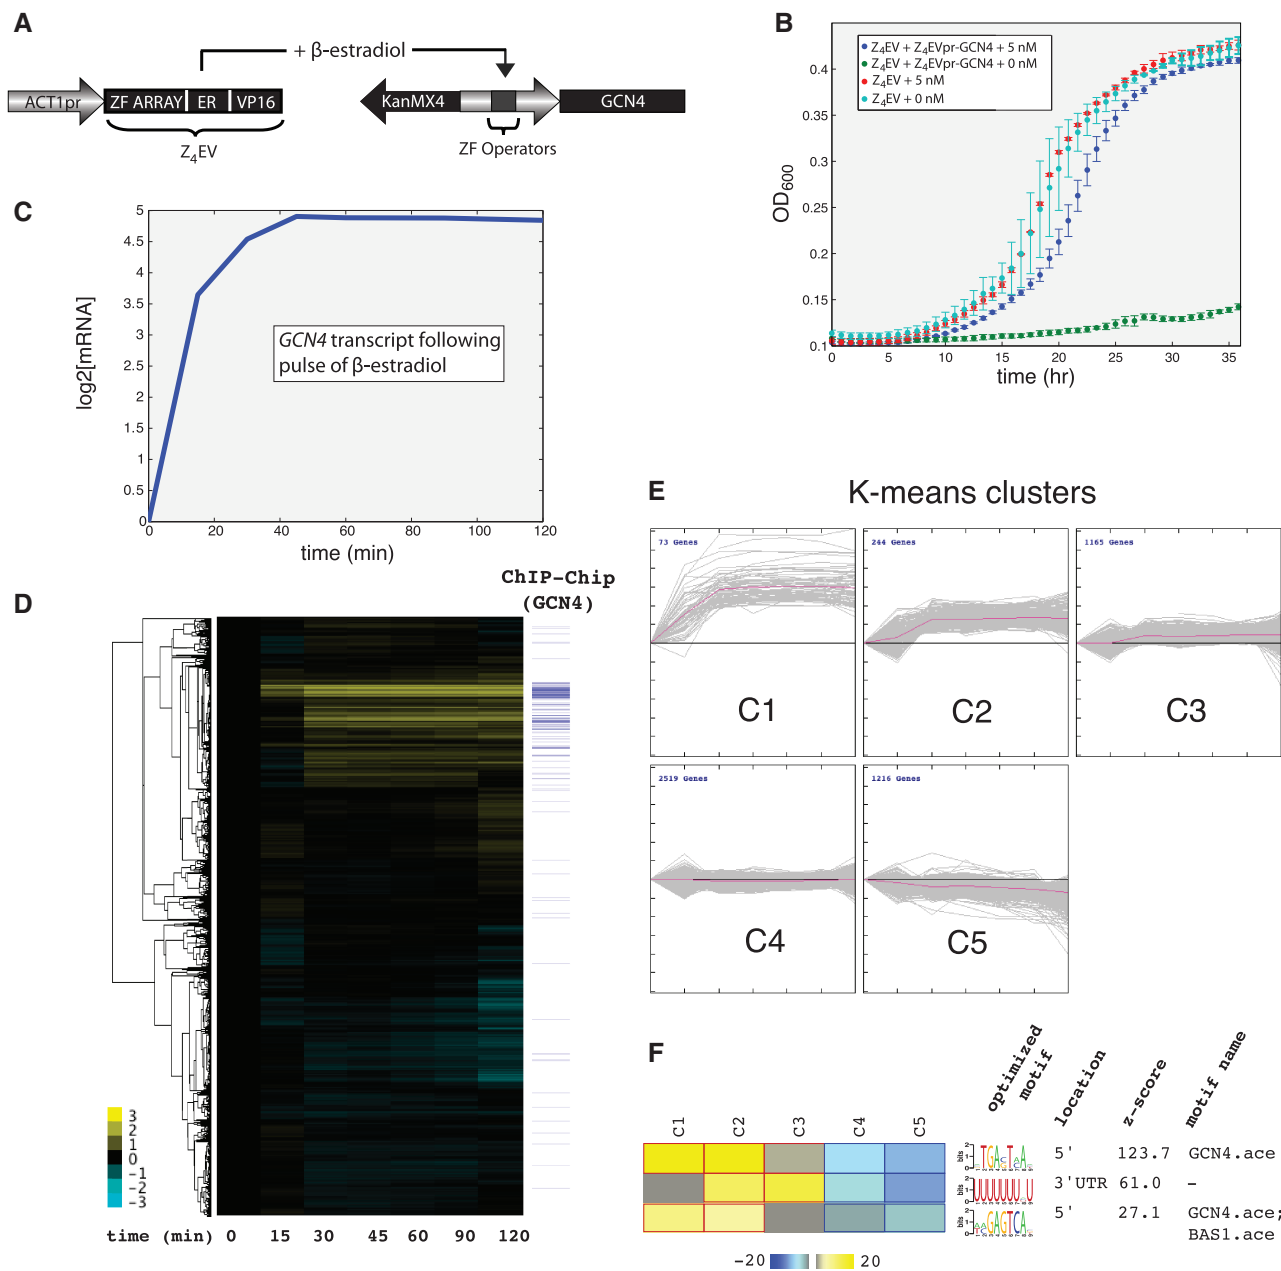 A
+ β-estradiol
ACT1pr
ZF ARRAY
ER
VP16
Z4EV
KanMX4
GCN4
ZF Operators
B
Z4EV + Z4EVpr-GCN4 + 5 nM
Z4EV + Z4EVpr-GCN4 + 0 nM
Z4EV + 5 nM
Z4EV + 0 nM
OD600
0.4
0.35
0.3
0.25
0.2
0.15
0.1
0 5 10 15 20 25 30 35
time (hr)
C
log2[mRNA]
5
4.5
4
3.5
3
2.5
2
1.5
1
0.5
0
0 20 40 60 80 100 120
time (min)
GCN4 transcript following
pulse of β-estradiol
D
ChIP-Chip
(GCN4)
3
2
1
0
-1
-2
-3
time (min) 0 15 30 45 60 90 120
E
K-means clusters
73 Genes
C1
244 Genes
C2
1165 Genes
C3
2519 Genes
C4
1216 Genes
C5
F
C1 C2 C3 C4 C5
optimized
motif
location
z-score
motif name
5' 123.7 GCN4.ace
3'UTR 61.0 -
5' 27.1 GCN4.ace;
BAS1.ace
-20 20